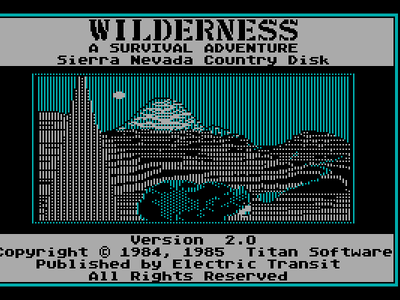 WILDERNESS
A SURVIVAL ADVENTURE
Sierra Nevada Country Disk
Version 2.0
Copyright © 1984, 1985 Titan Software
Published by Electric Transit
All Rights Reserved